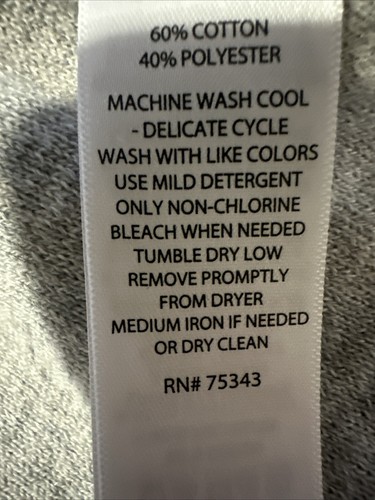 60% COTTON
40% POLYESTER
MACHINE WASH COOL
- DELICATE CYCLE
WASH WITH LIKE COLORS
USE MILD DETERGENT
ONLY NON-CHLORINE
BLEACH WHEN NEEDED
TUMBLE DRY LOW
REMOVE PROMPTLY
FROM DRYER
MEDIUM IRON IF NEEDED
OR DRY CLEAN
RN# 75343